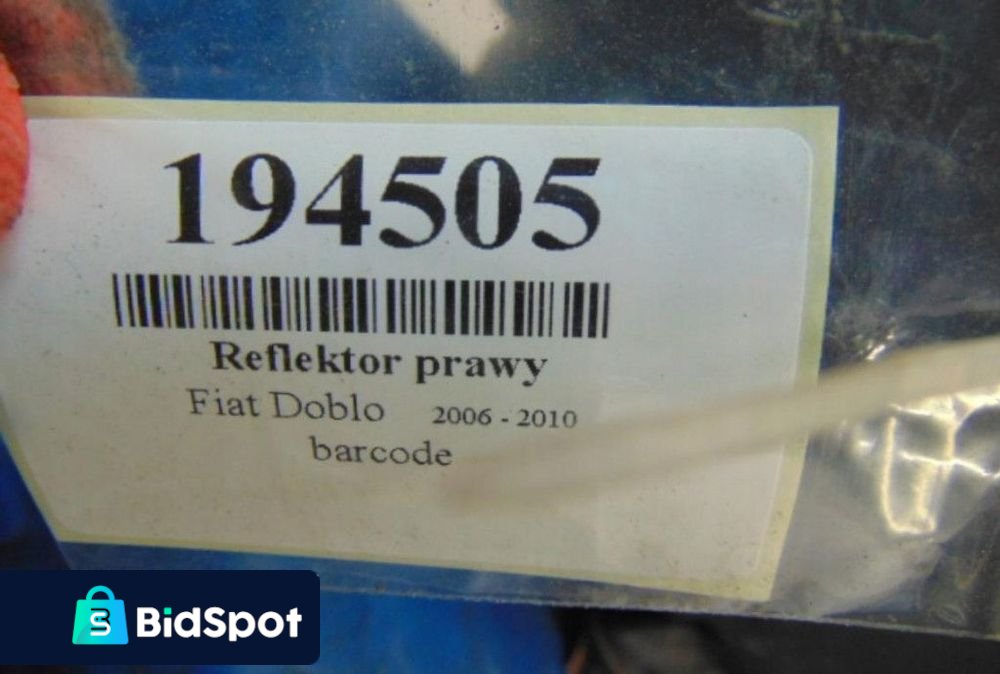 194505
Reflektor prawy
Fiat Doblo 2006 - 2010
barcode
BidSpot